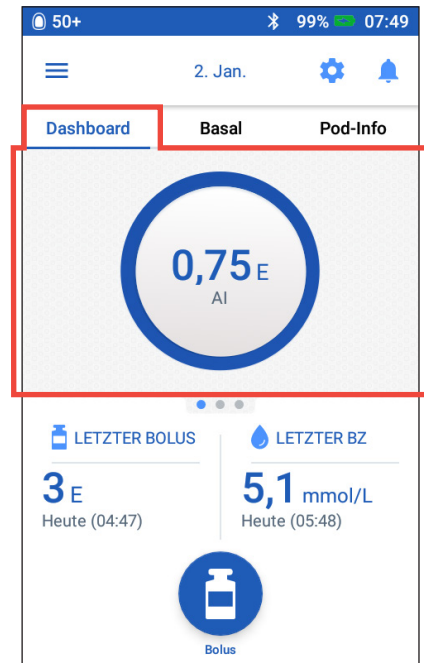 50+ 99% 07:49
2. Jan.
Dashboard Basal Pod-Info
0,75 E
AI
LETZTER BOLUS
3 E
Heute (04:47)
LETZTER BZ
5,1 mmol/L
Heute (05:48)
Bolus